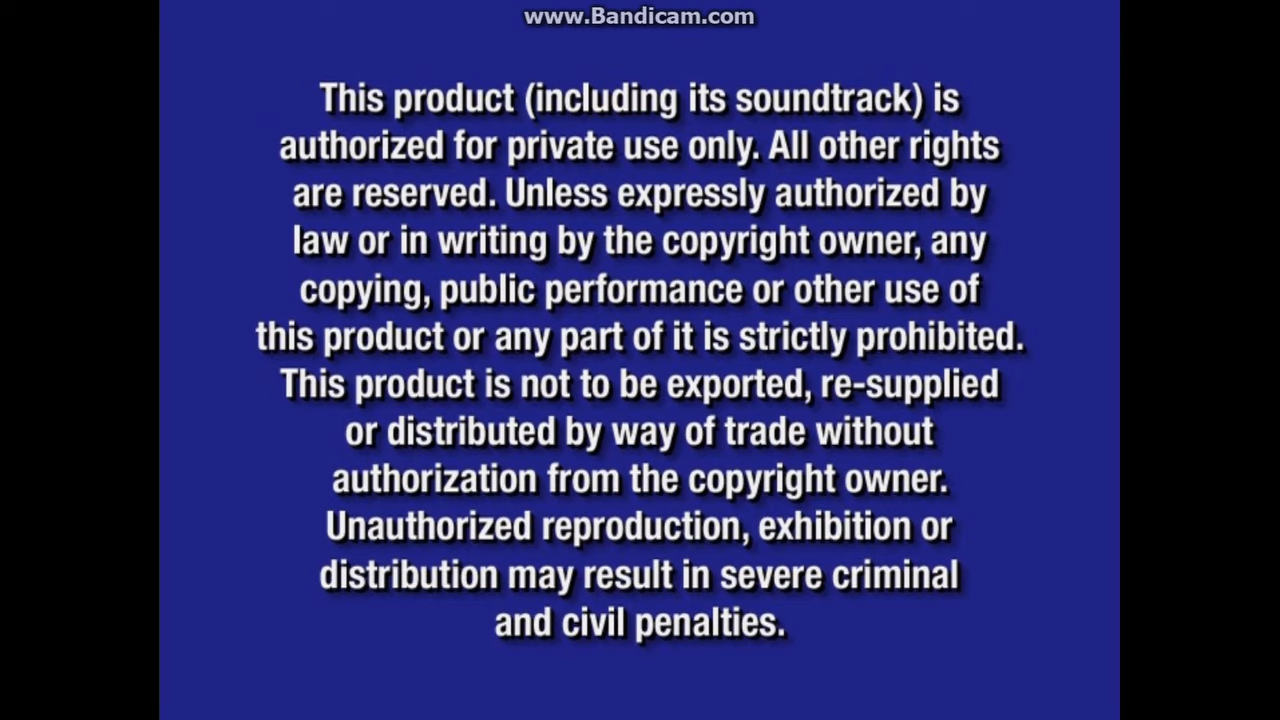 www.Bandicam.com
This product (including its soundtrack) is
authorized for private use only. All other rights
are reserved. Unless expressly authorized by
law or in writing by the copyright owner, any
copying, public performance or other use of
this product or any part of it is strictly prohibited.
This product is not to be exported, re-supplied
or distributed by way of trade without
authorization from the copyright owner.
Unauthorized reproduction, exhibition or
distribution may result in severe criminal
and civil penalties.